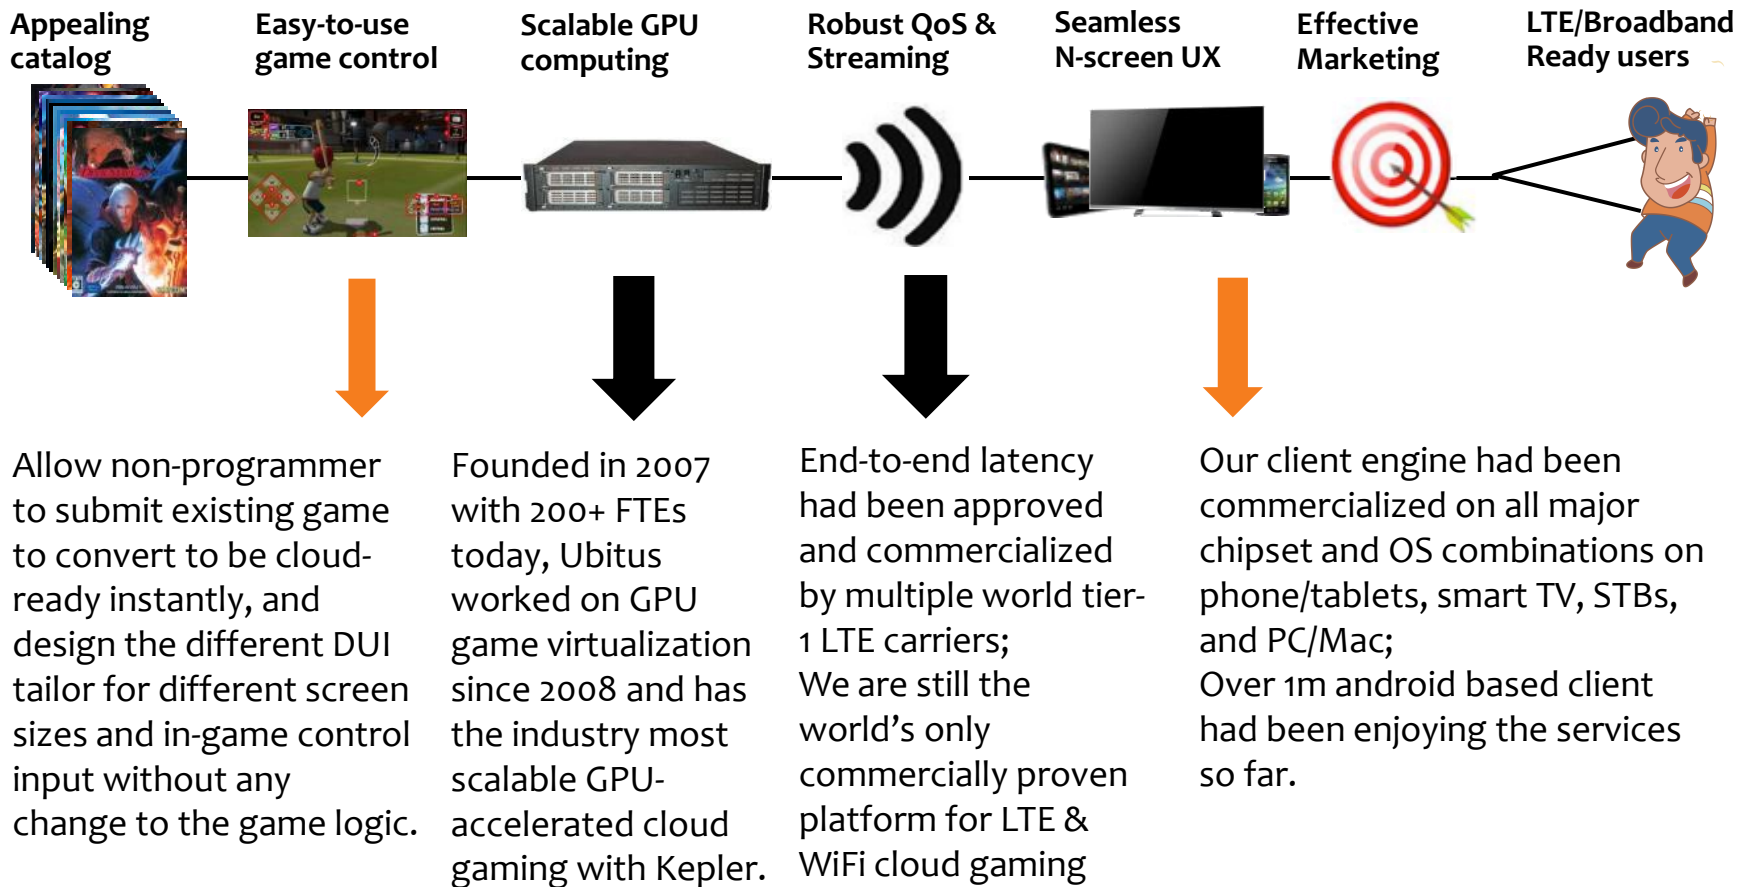 Appealing
catalog
Easy-to-use
game control
Scalable GPU
computing
Robust QoS &
Streaming
Seamless
N-screen UX
Effective
Marketing
LTE/Broadband
Ready users
Allow non-programmer
to submit existing game
to convert to be cloud-
ready instantly, and
design the different DUI
tailor for different screen
sizes and in-game control
input without any
change to the game logic.
Founded in 2007
with 200+ FTEs
today, Ubitus
worked on GPU
game virtualization
since 2008 and has
the industry most
scalable GPU-
accelerated cloud
gaming with Kepler.
End-to-end latency
had been approved
and commercialized
by multiple world tier-
1 LTE carriers;
We are still the
world's only
commercially proven
platform for LTE &
WiFi cloud gaming
Our client engine had been
commercialized on all major
chipset and OS combinations on
phone/tablets, smart TV, STBs,
and PC/Mac;
Over 1m android based client
had been enjoying the services
so far.